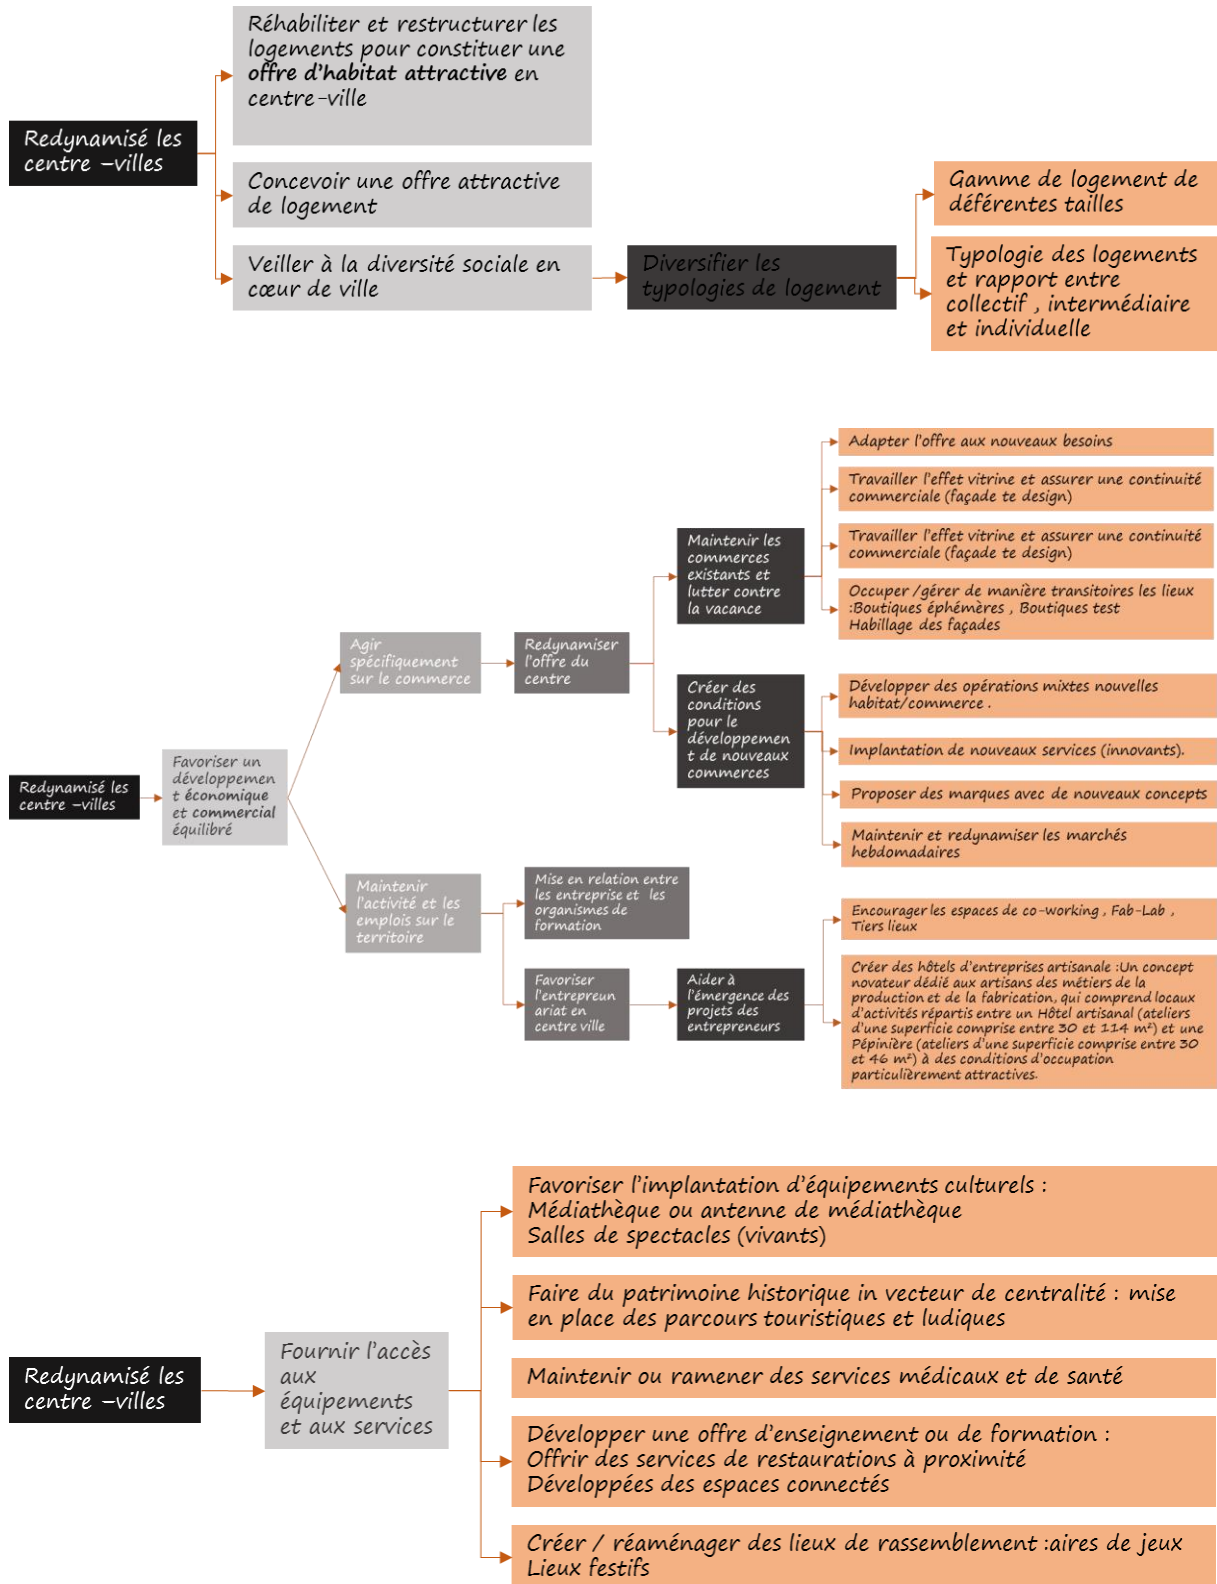 Redynamisé les
centre –villes
Réhabiliter et restructurer les
logements pour constituer une
offre d'habitat attractive en
centre-ville
Concevoir une offre attractive
de logement
Veiller à la diversité sociale en
cœur de ville
Diversifier les
typologies de logement
Gamme de logement de
déférentes tailles
Typologie des logements
et rapport entre
collectif , intermédiaire
et individuelle
Redynamisé les
centre –villes
Favoriser un
développemen
t économique
et commercial
équilibré
Agir
spécifiquement
sur le commerce
Redynamiser
l'offre du
centre
Maintenir les
commerces
existants et
lutter contre
la vacance
Adapter l'offre aux nouveaux besoins
Travailler l'effet vitrine et assurer une continuité
commerciale (façade te design)
Travailler l'effet vitrine et assurer une continuité
commerciale (façade te design)
Occuper /gérer de manière transitoires les lieux
:Boutiques éphémères , Boutiques test
Habillage des façades
Créer des
conditions
pour le
développemen
t de nouveaux
commerces
Développer des opérations mixtes nouvelles
habitat/commerce .
Implantation de nouveaux services (innovants).
Proposer des marques avec de nouveaux concepts
Maintenir et redynamiser les marchés
hebdomadaires
Maintenir
l'activité et les
emplois sur le
territoire
Mise en relation entre
les entreprise et  les
organismes de
formation
Favoriser
l'entrepreun
ariat en
centre ville
Aider à
l'émergence des
projets des
entrepreneurs
Encourager les espaces de co-working , Fab-Lab ,
Tiers lieux
Créer des hôtels d'entreprises artisanale :Un concept
novateur dédié aux artisans des métiers de la
production et de la fabrication, qui comprend locaux
d'activités répartis entre un Hôtel artisanal (ateliers
d'une superficie comprise entre 30 et 114 m²) et une
Pépinière (ateliers d'une superficie comprise entre 30
et 46 m²) à des conditions d'occupation
particulièrement attractives.
Redynamisé les
centre –villes
Fournir l'accès
aux
équipements
et aux services
Favoriser l'implantation d'équipements culturels :
Médiathèque ou antenne de médiathèque
Salles de spectacles (vivants)
Faire du patrimoine historique in vecteur de centralité : mise
en place des parcours touristiques et ludiques
Maintenir ou ramener des services médicaux et de santé
Développer une offre d'enseignement ou de formation :
Offrir des services de restaurations à proximité
Développées des espaces connectés
Créer / réaménager des lieux de rassemblement :aires de jeux
Lieux festifs